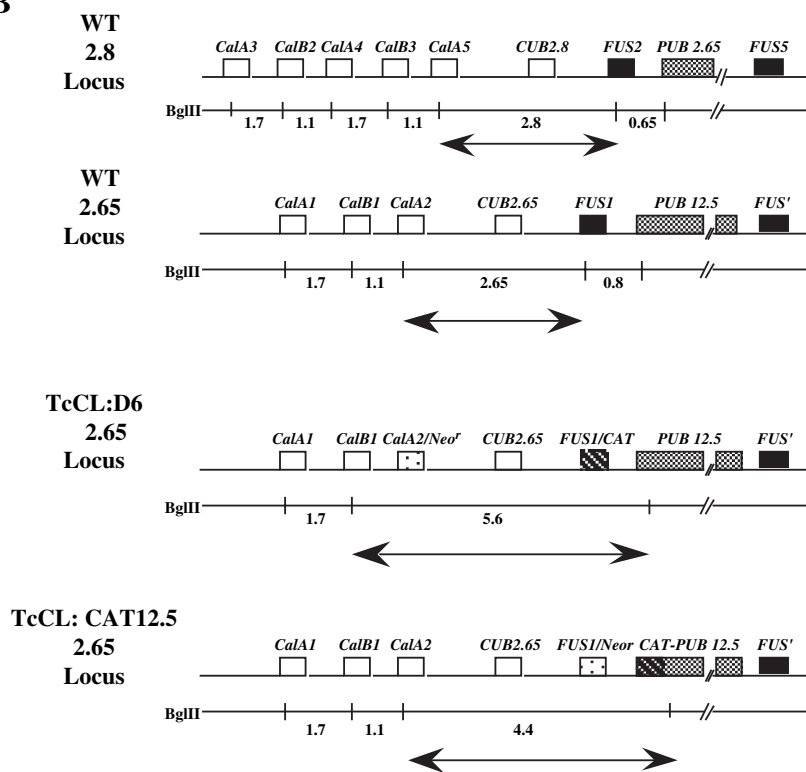 B
WT
2.8
Locus
CalA3 CalB2 CalA4 CalB3 CalA5 CUB2.8 FUS2 PUB 2.65 FUS5
BglII
1.7 1.1 1.7 1.1 2.8 0.65
WT
2.65
Locus
CalA1 CalB1 CalA2 CUB2.65 FUS1 PUB 12.5 FUS'
BglII
1.7 1.1 2.65 0.8
TcCL:D6
2.65
Locus
CalA1 CalB1 CalA2/Neoʳ CUB2.65 FUS1/CAT PUB 12.5 FUS'
BglII
1.7 5.6
TcCL: CAT12.5
2.65
Locus
CalA1 CalB1 CalA2 CUB2.65 FUS1/Neor CAT-PUB 12.5 FUS'
BglII
1.7 1.1 4.4